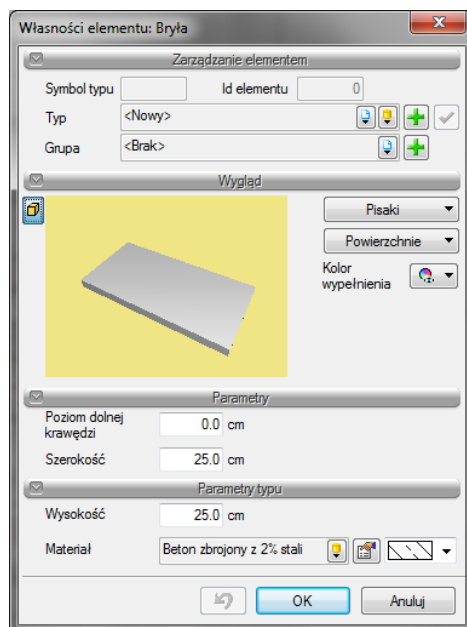 Własności elementu: Bryła
Zarządzanie elementem
Symbol typu Id elementu 0
Typ <Nowy>
Grupa <Brak>
Wygląd
Pisaki
Powierzchnie
Kolor
wypełnienia
Parametry
Poziom dolnej
krawędzi 0.0 cm
Szerokość 25.0 cm
Parametry typu
Wysokość 25.0 cm
Materiał Beton zbrojony z 2% stali
OK Anuluj